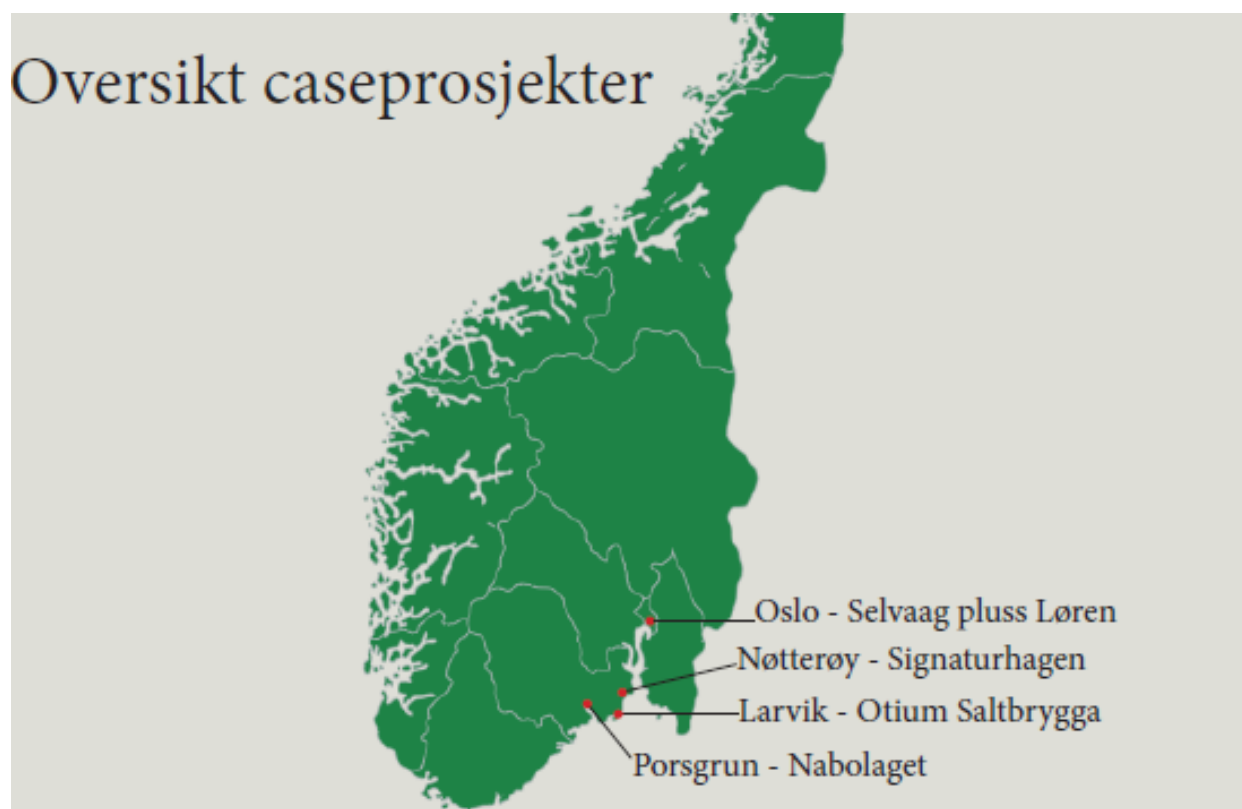 Oversikt caseprosjekter
Oslo - Selvaag pluss Løren
Nøtterøy - Signaturhagen
Larvik - Otium Saltbrygga
Porsgrun - Nabolaget